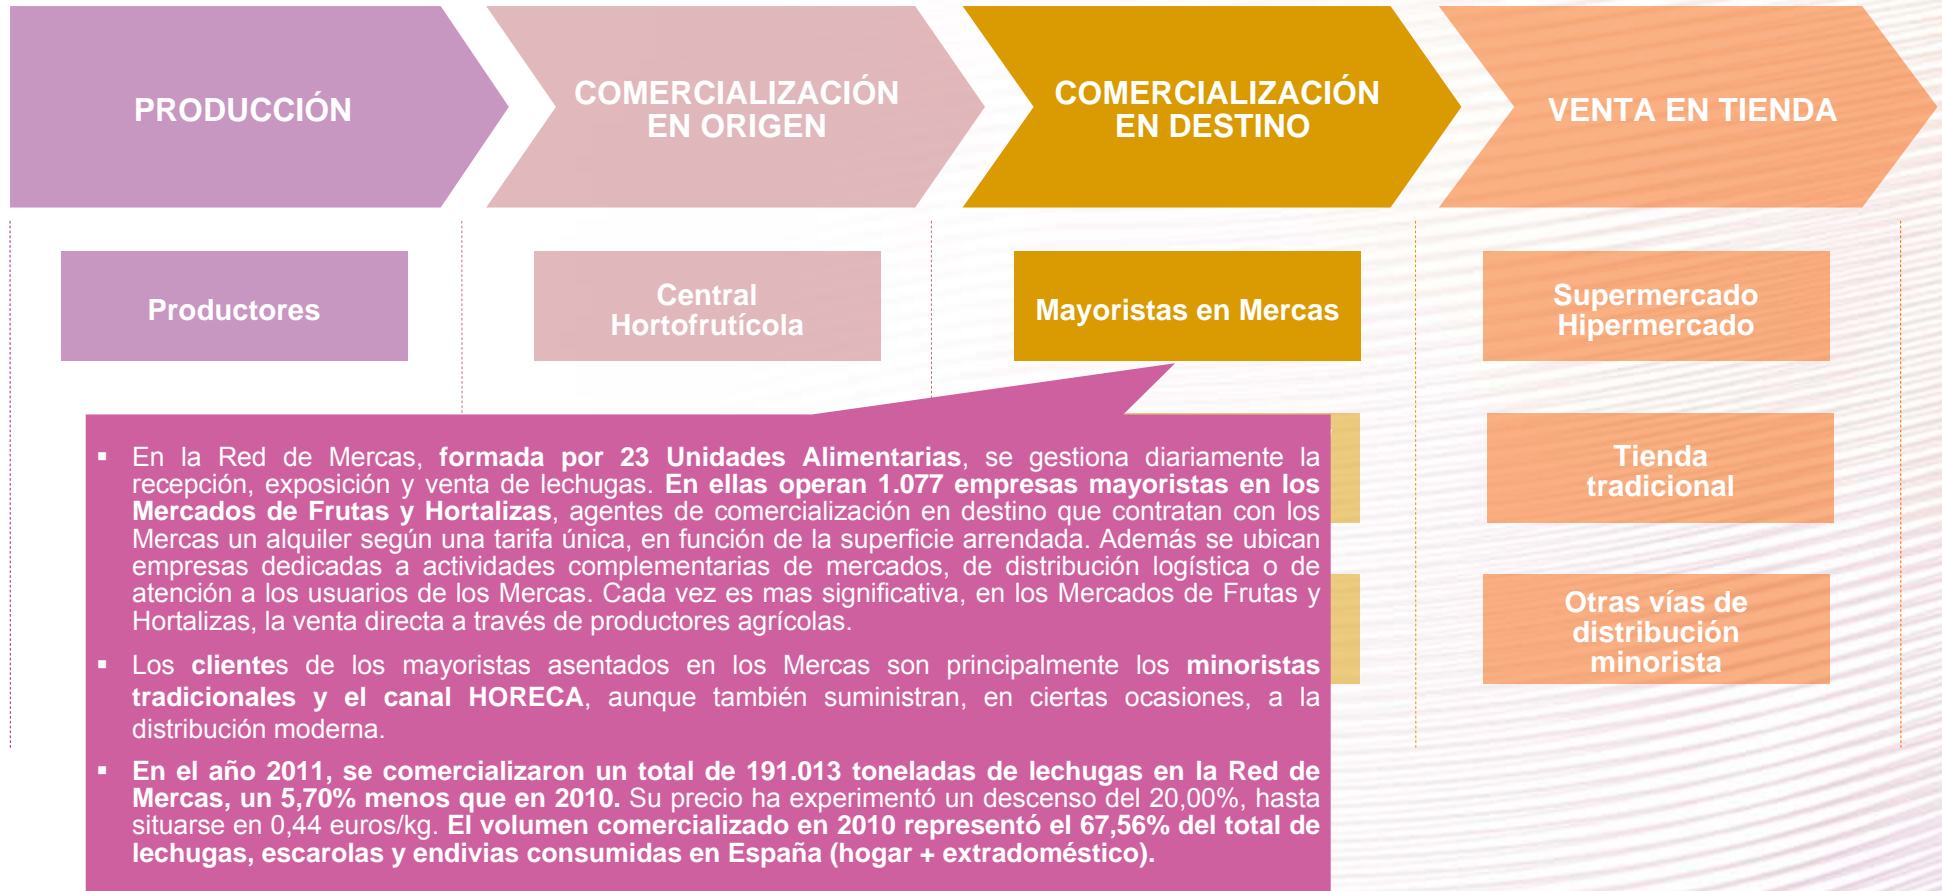 PRODUCCIÓN
COMERCIALIZACIÓN
EN ORIGEN
COMERCIALIZACIÓN
EN DESTINO
VENTA EN TIENDA
Productores
Central
Hortofrutícola
Mayoristas en Mercas
Supermercado
Hipermercado
Tienda
tradicional
Otras vías de
distribución
minorista
▪ En la Red de Mercas, formada por 23 Unidades Alimentarias, se gestiona diariamente la
recepción, exposición y venta de lechugas. En ellas operan 1.077 empresas mayoristas en los
Mercados de Frutas y Hortalizas, agentes de comercialización en destino que contratan con los
Mercas un alquiler según una tarifa única, en función de la superficie arrendada. Además se ubican
empresas dedicadas a actividades complementarias de mercados, de distribución logística o de
atención a los usuarios de los Mercas. Cada vez es mas significativa, en los Mercados de Frutas y
Hortalizas, la venta directa a través de productores agrícolas.
▪ Los clientes de los mayoristas asentados en los Mercas son principalmente los minoristas
tradicionales y el canal HORECA, aunque también suministran, en ciertas ocasiones, a la
distribución moderna.
▪ En el año 2011, se comercializaron un total de 191.013 toneladas de lechugas en la Red de
Mercas, un 5,70% menos que en 2010. Su precio ha experimentó un descenso del 20,00%, hasta
situarse en 0,44 euros/kg. El volumen comercializado en 2010 representó el 67,56% del total de
lechugas, escarolas y endivias consumidas en España (hogar + extradoméstico).